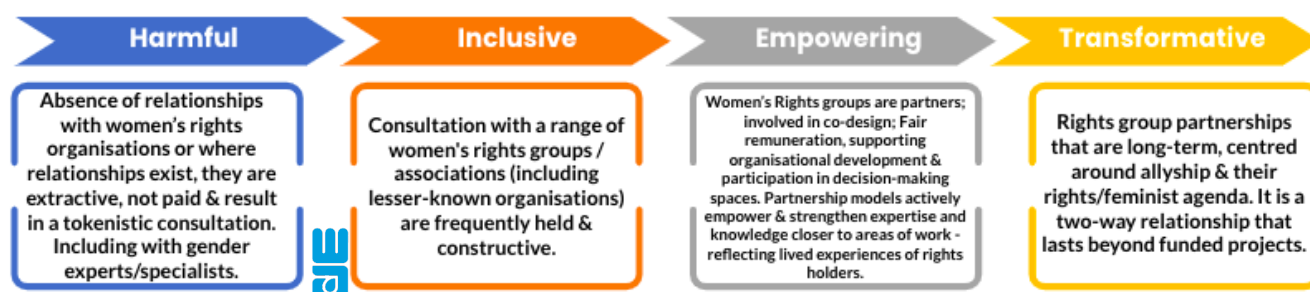 Harmful
Inclusive
Empowering
Transformative
Absence of relationships
with women's rights
organisations or where
relationships exist, they are
extractive, not paid & result
in a tokenistic consultation.
Including with gender
experts/specialists.
Consultation with a range of
women's rights groups /
associations (including
lesser-known organisations)
are frequently held &
constructive.
Women's Rights groups are partners;
involved in co-design; Fair
remuneration, supporting
organisational development &
participation in decision-making
spaces. Partnership models actively
empower & strengthen expertise and
knowledge closer to areas of work -
reflecting lived experiences of rights
holders.
Rights group partnerships
that are long-term, centred
around allyship & their
rights/feminist agenda. It is a
two-way relationship that
lasts beyond funded projects.